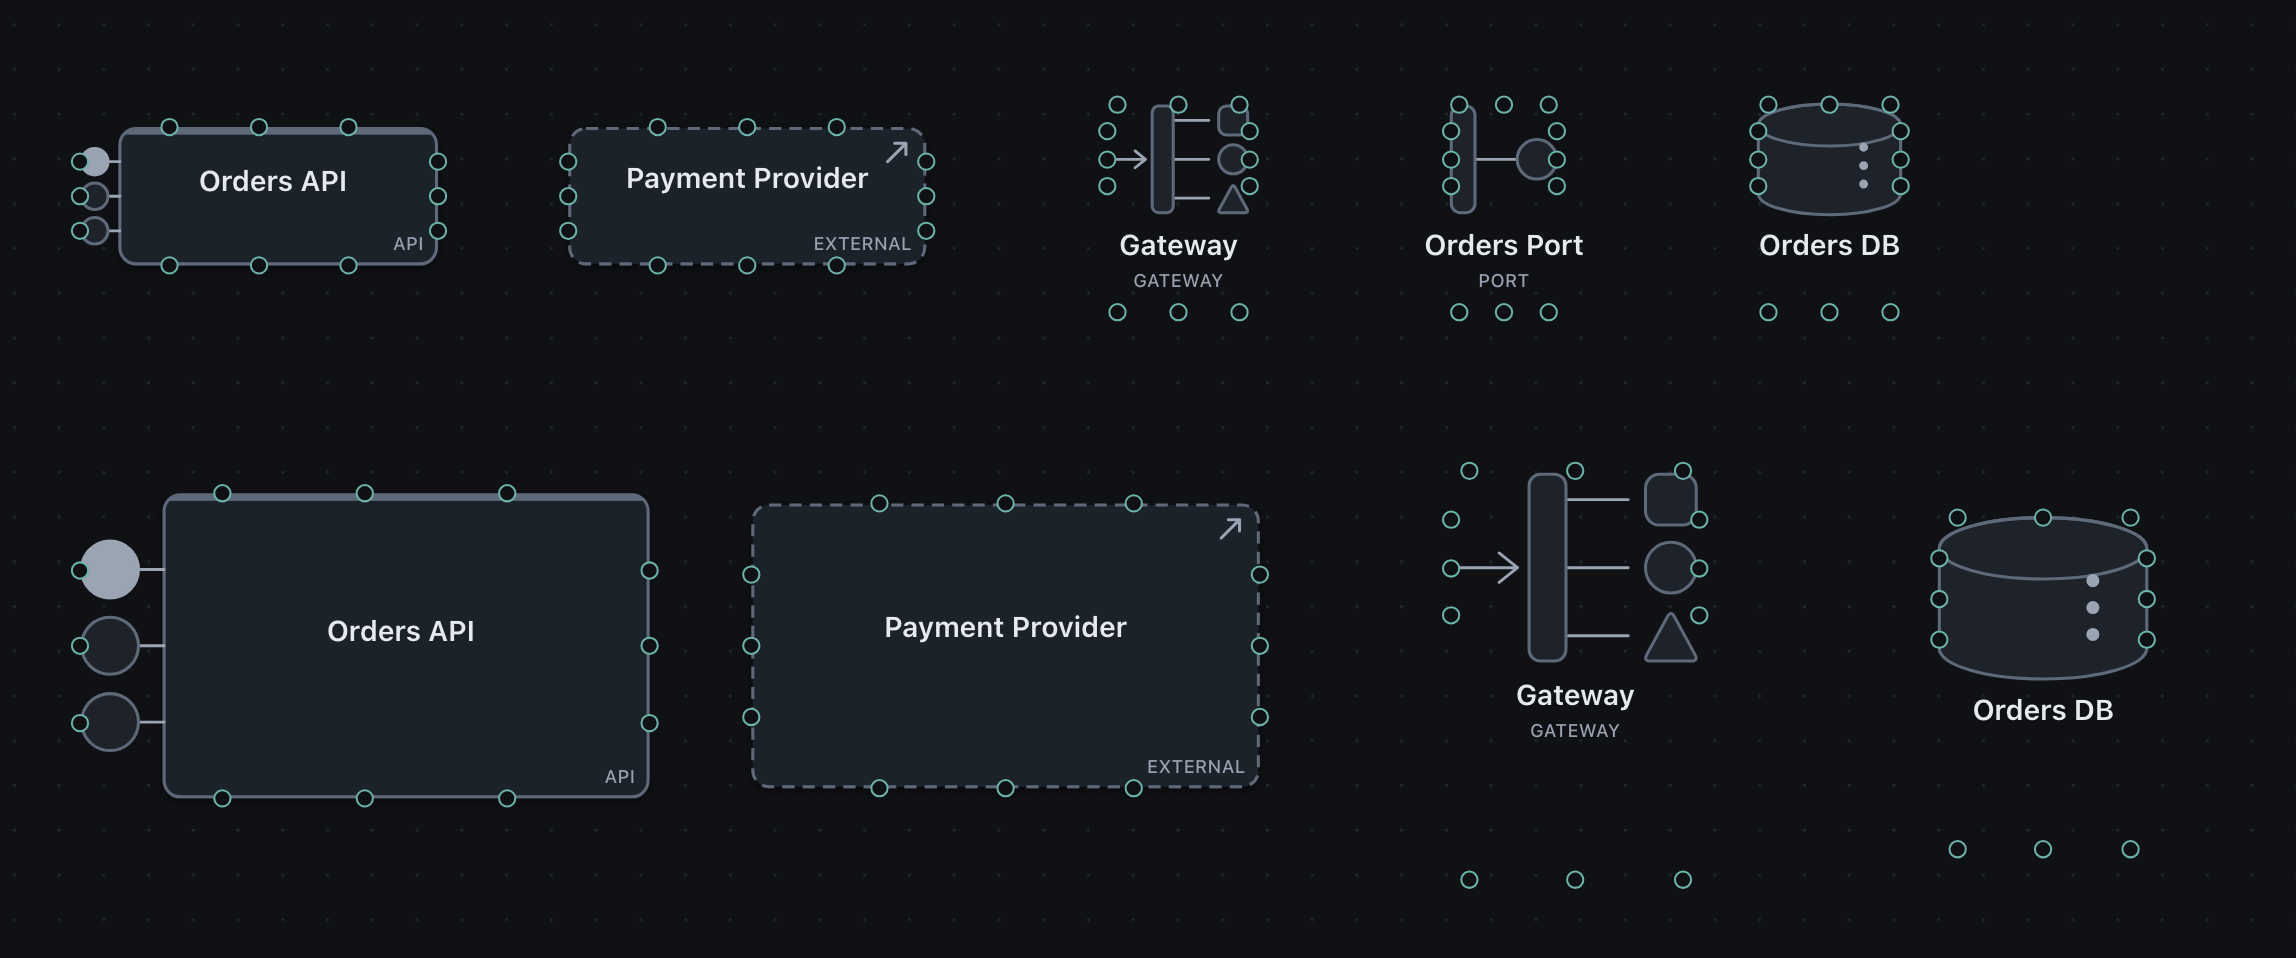 Orders API
API
Payment Provider
EXTERNAL
Gateway
GATEWAY
Orders Port
PORT
Orders DB
Orders API
API
Payment Provider
EXTERNAL
Gateway
GATEWAY
Orders DB